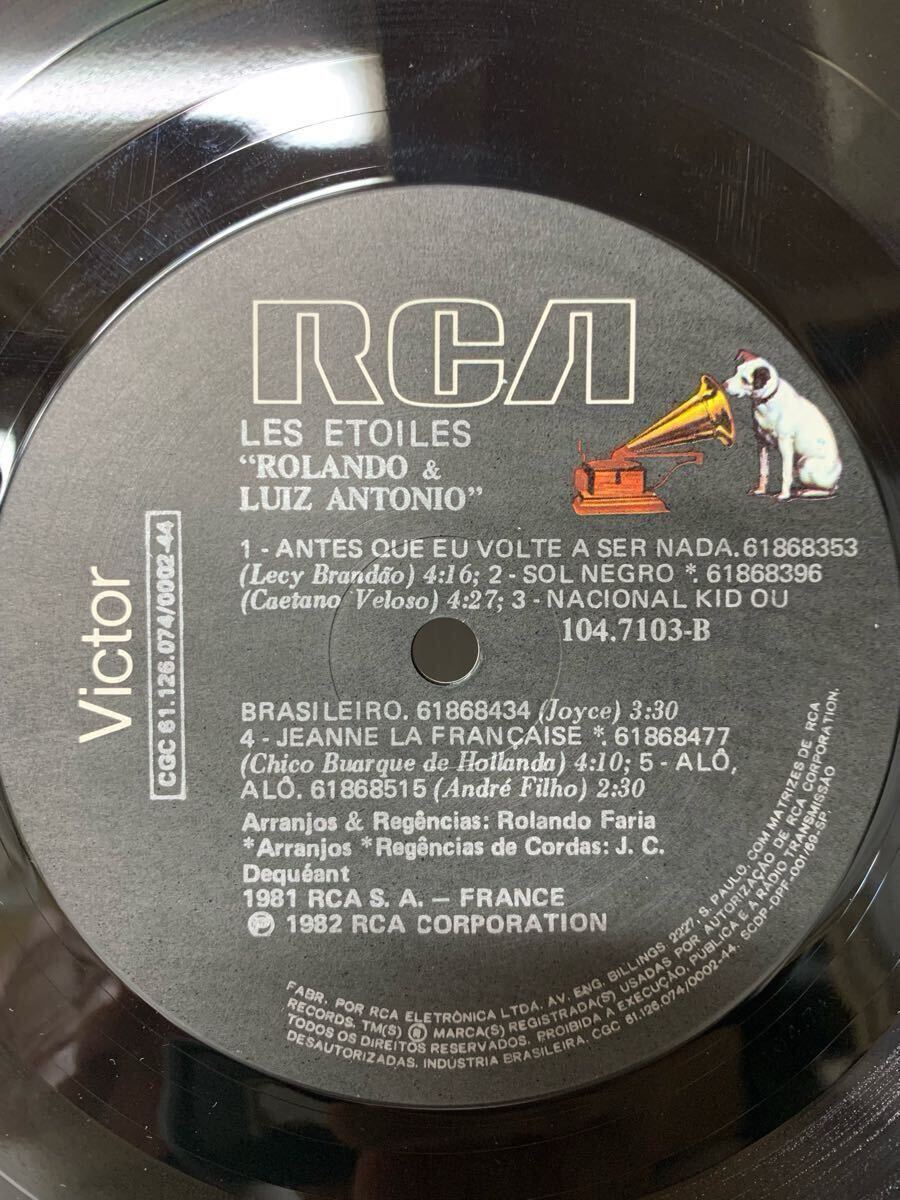 RCA
LES ETOILES
“ROLANDO &
LUIZ ANTONIO”
Victor
CGC 61.126.074/0002-44
1 - ANTES QUE EU VOLTE A SER NADA. 61868353
(Lecy Brandão) 4:16; 2 - SOL NEGRO *. 61868396
(Caetano Veloso) 4:27; 3 - NACIONAL KID OU
104.7103-B
BRASILEIRO. 61868434 (Joyce) 3:30
4 - JEANNE LA FRANÇAISE *. 61868477
(Chico Buarque de Hollanda) 4:10; 5 - ALÔ,
ALÔ. 61868515 (André Filho) 2:30
Arranjos & Regências: Rolando Faria
*Arranjos *Regências de Cordas: J. C.
Dequéant
1981 RCA S. A. – FRANCE
℗ 1982 RCA CORPORATION
FABR. POR RCA ELETRÔNICA LTDA. AV. ENG. BILLINGS, 2227, S. PAULO, COM MATRIZES DE RCA
RECORDS. TM(S) ® MARCA(S) REGISTRADA(S) USADAS POR AUTORIZAÇÃO DE RCA CORPORATION.
TODOS OS DIREITOS RESERVADOS. PROIBIDA A EXECUÇÃO, PÚBLICA E A RÁDIO TRANSMISSÃO
DESAUTORIZADAS. INDÚSTRIA BRASILEIRA. CGC 61.126.074/0002-44. SCDP-DPF-001/69-SP.